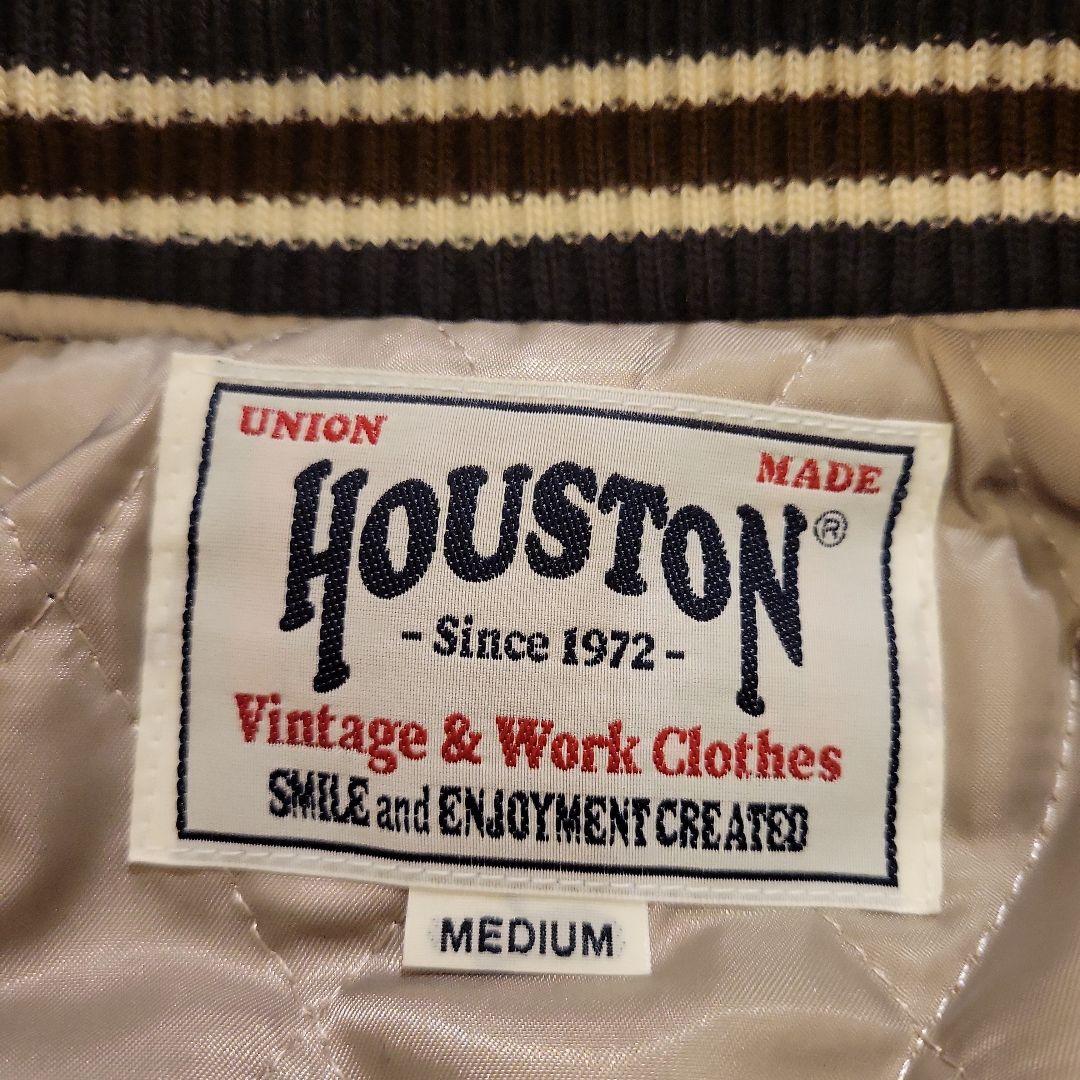 UNION
MADE
HOUSTON®
- Since 1972 -
Vintage & Work Clothes
SMILE and ENJOYMENT CREATED
MEDIUM